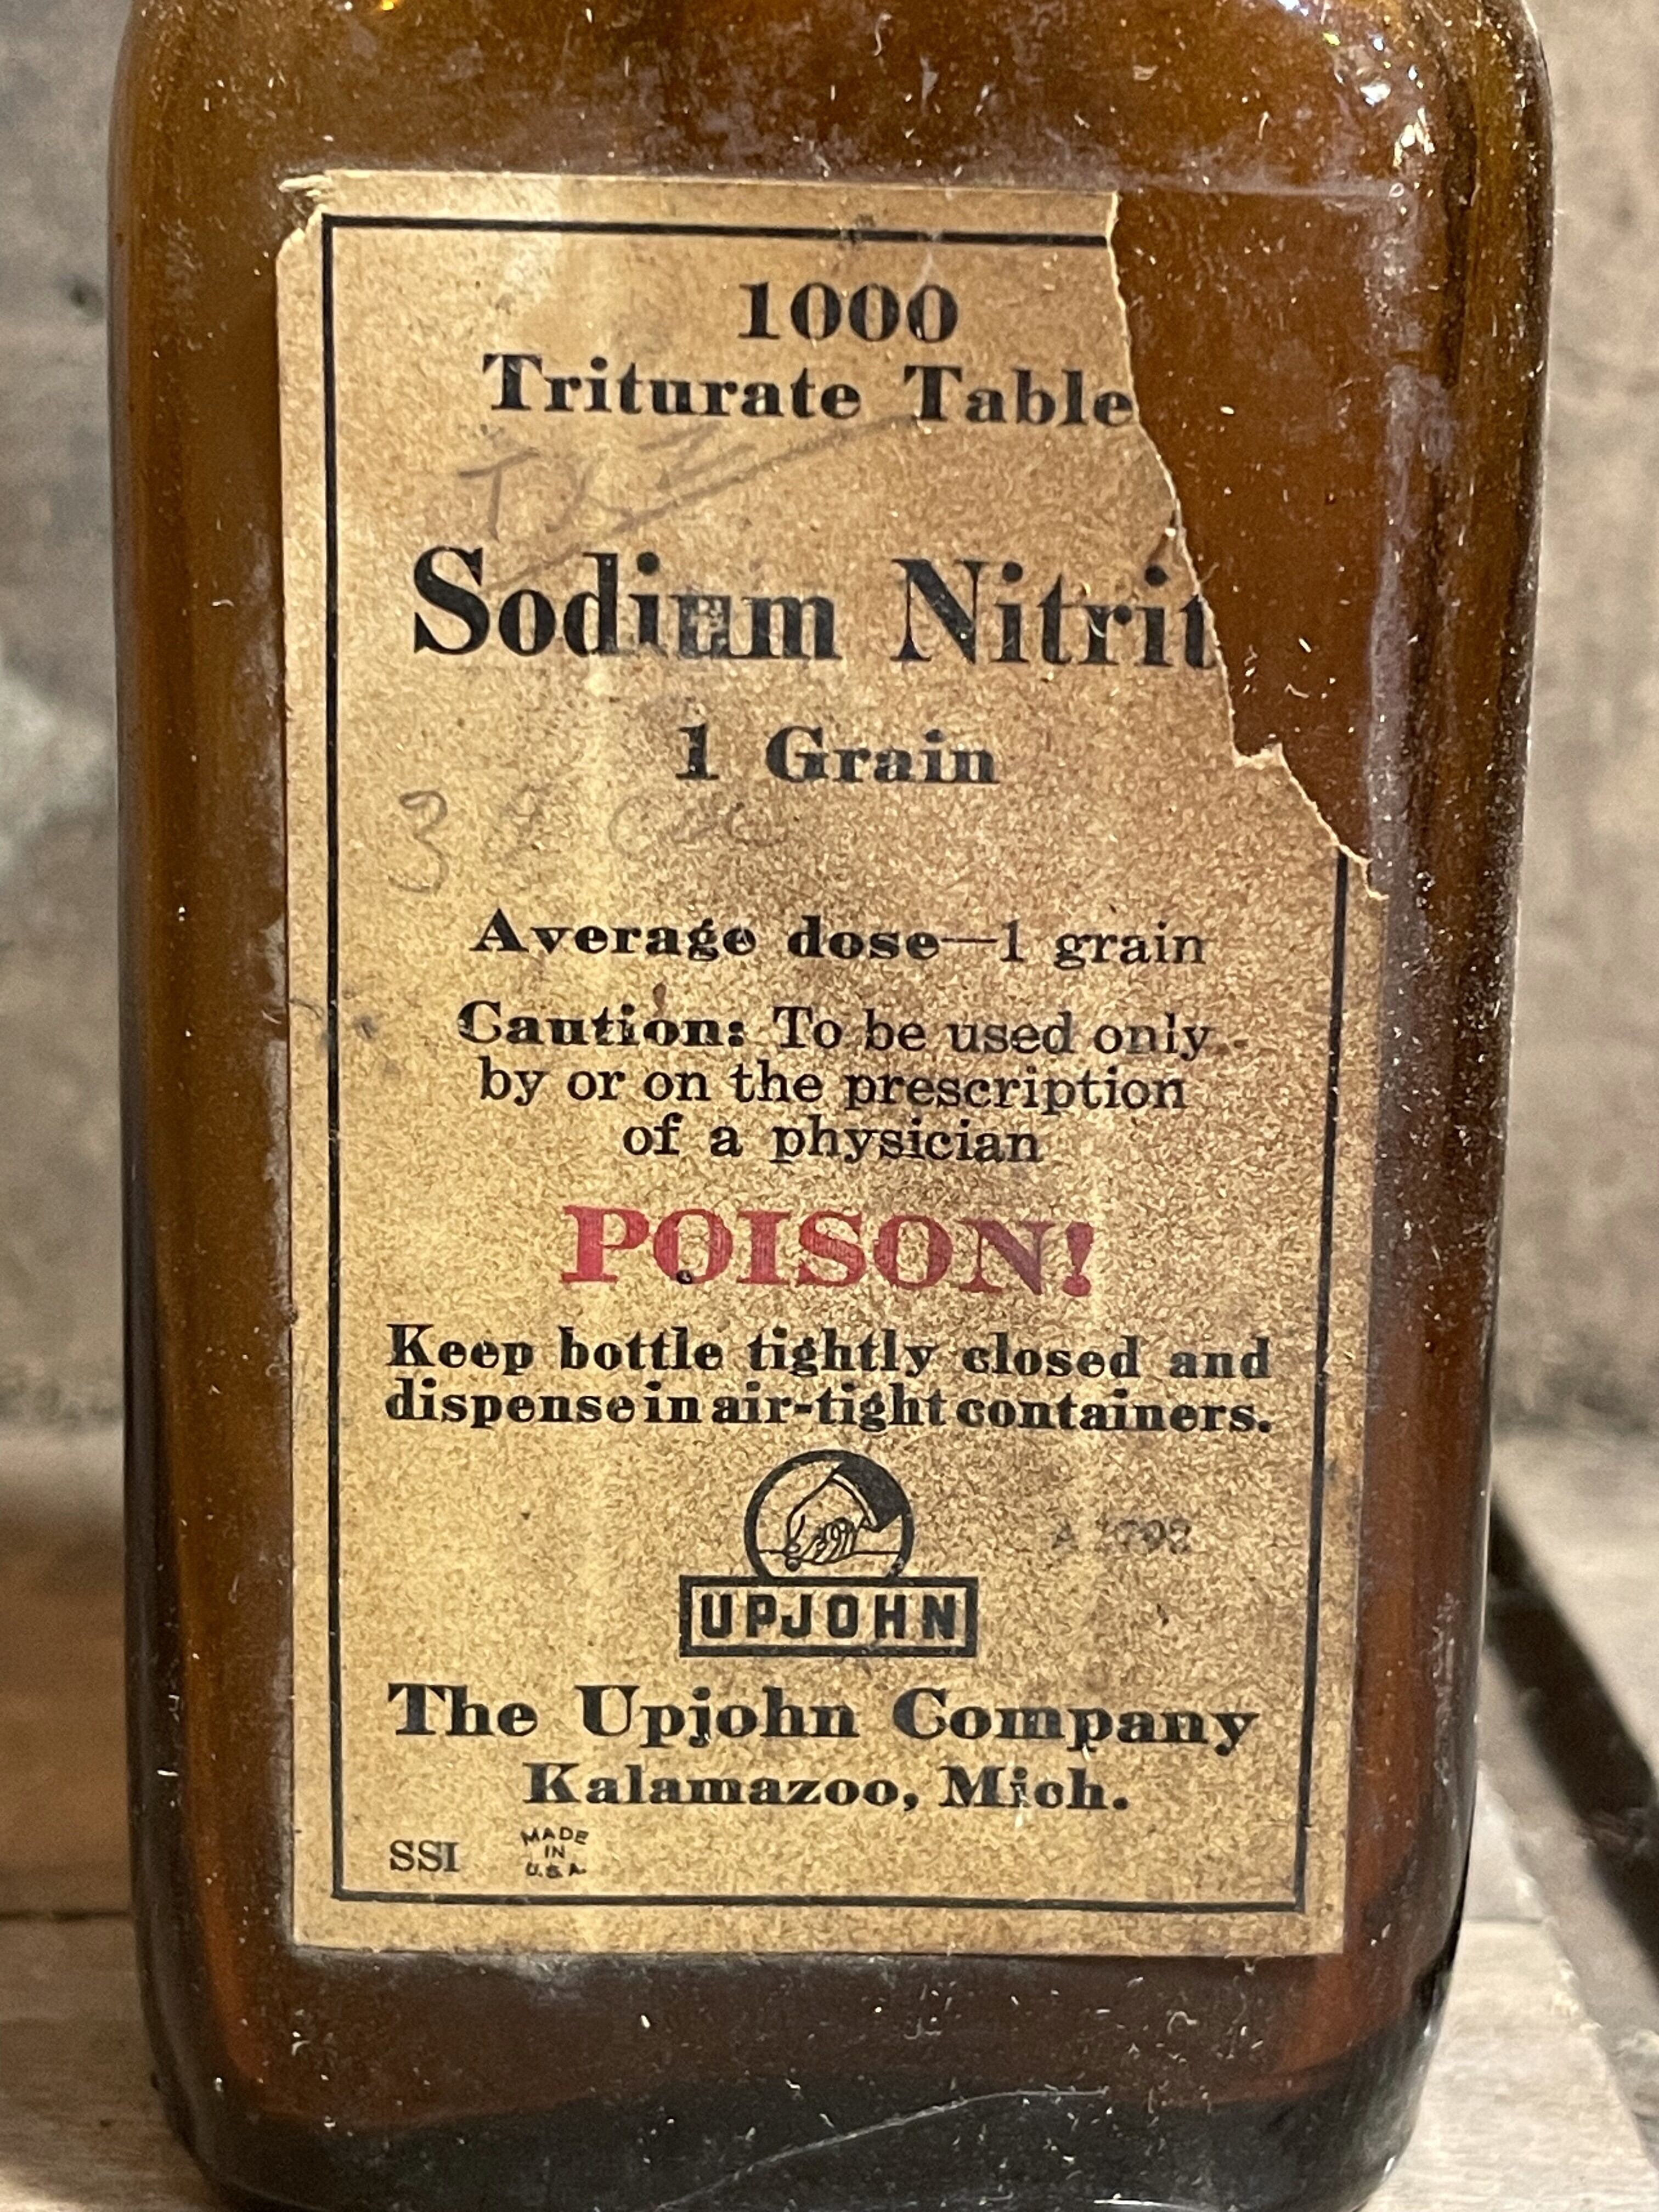 1000
Triturate Table
Sodium Nitrit
1 Grain
Average dose—1 grain
Caution: To be used only
by or on the prescription
of a physician
POISON!
Keep bottle tightly closed and
dispense in air-tight containers.
UPJOHN
The Upjohn Company
Kalamazoo, Mich.
SSI
MADE
IN
U.S.A.